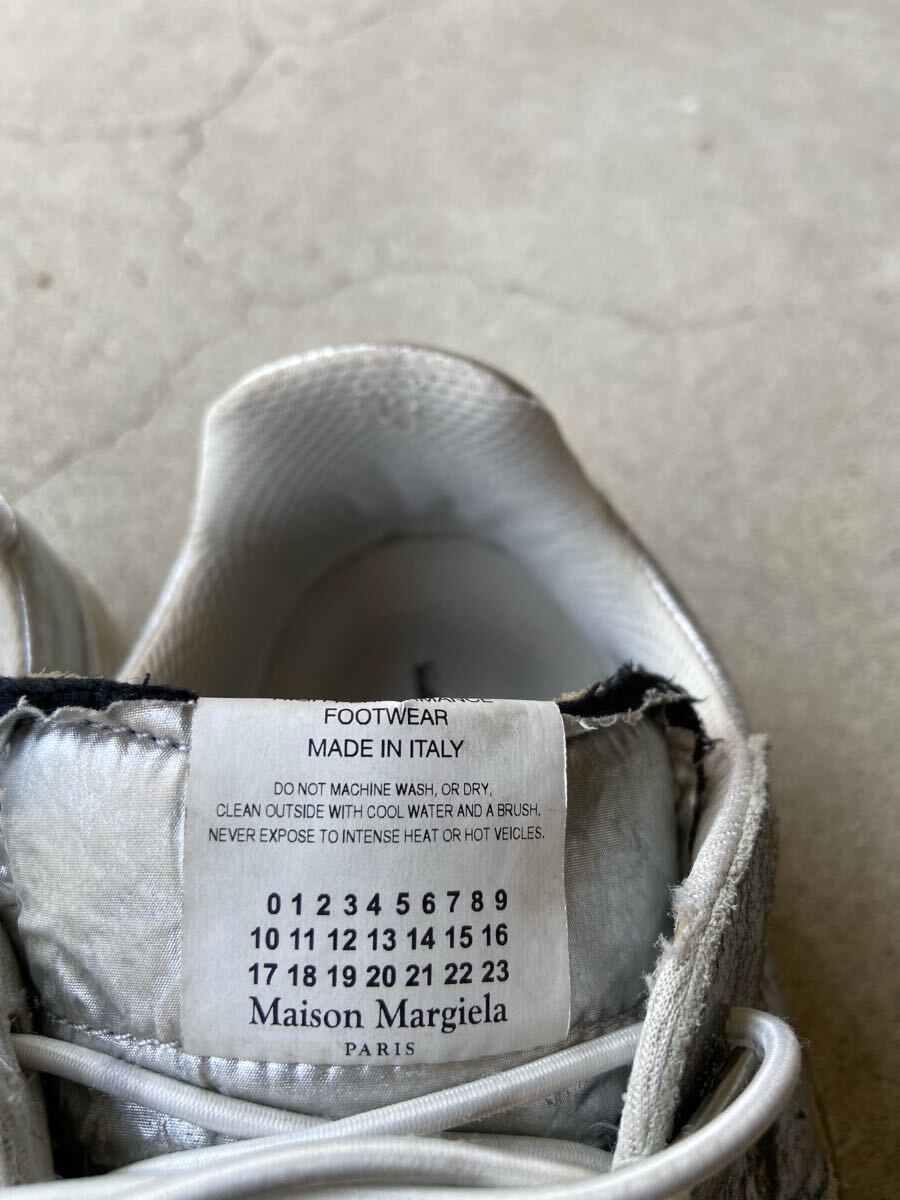 HIGH PERFORMANCE
FOOTWEAR
MADE IN ITALY
DO NOT MACHINE WASH, OR DRY,
CLEAN OUTSIDE WITH COOL WATER AND A BRUSH,
NEVER EXPOSE TO INTENSE HEAT OR HOT VEICLES.
0 1 2 3 4 5 6 7 8 9
10 11 12 13 14 15 16
17 18 19 20 21 22 23
Maison Margiela
PARIS